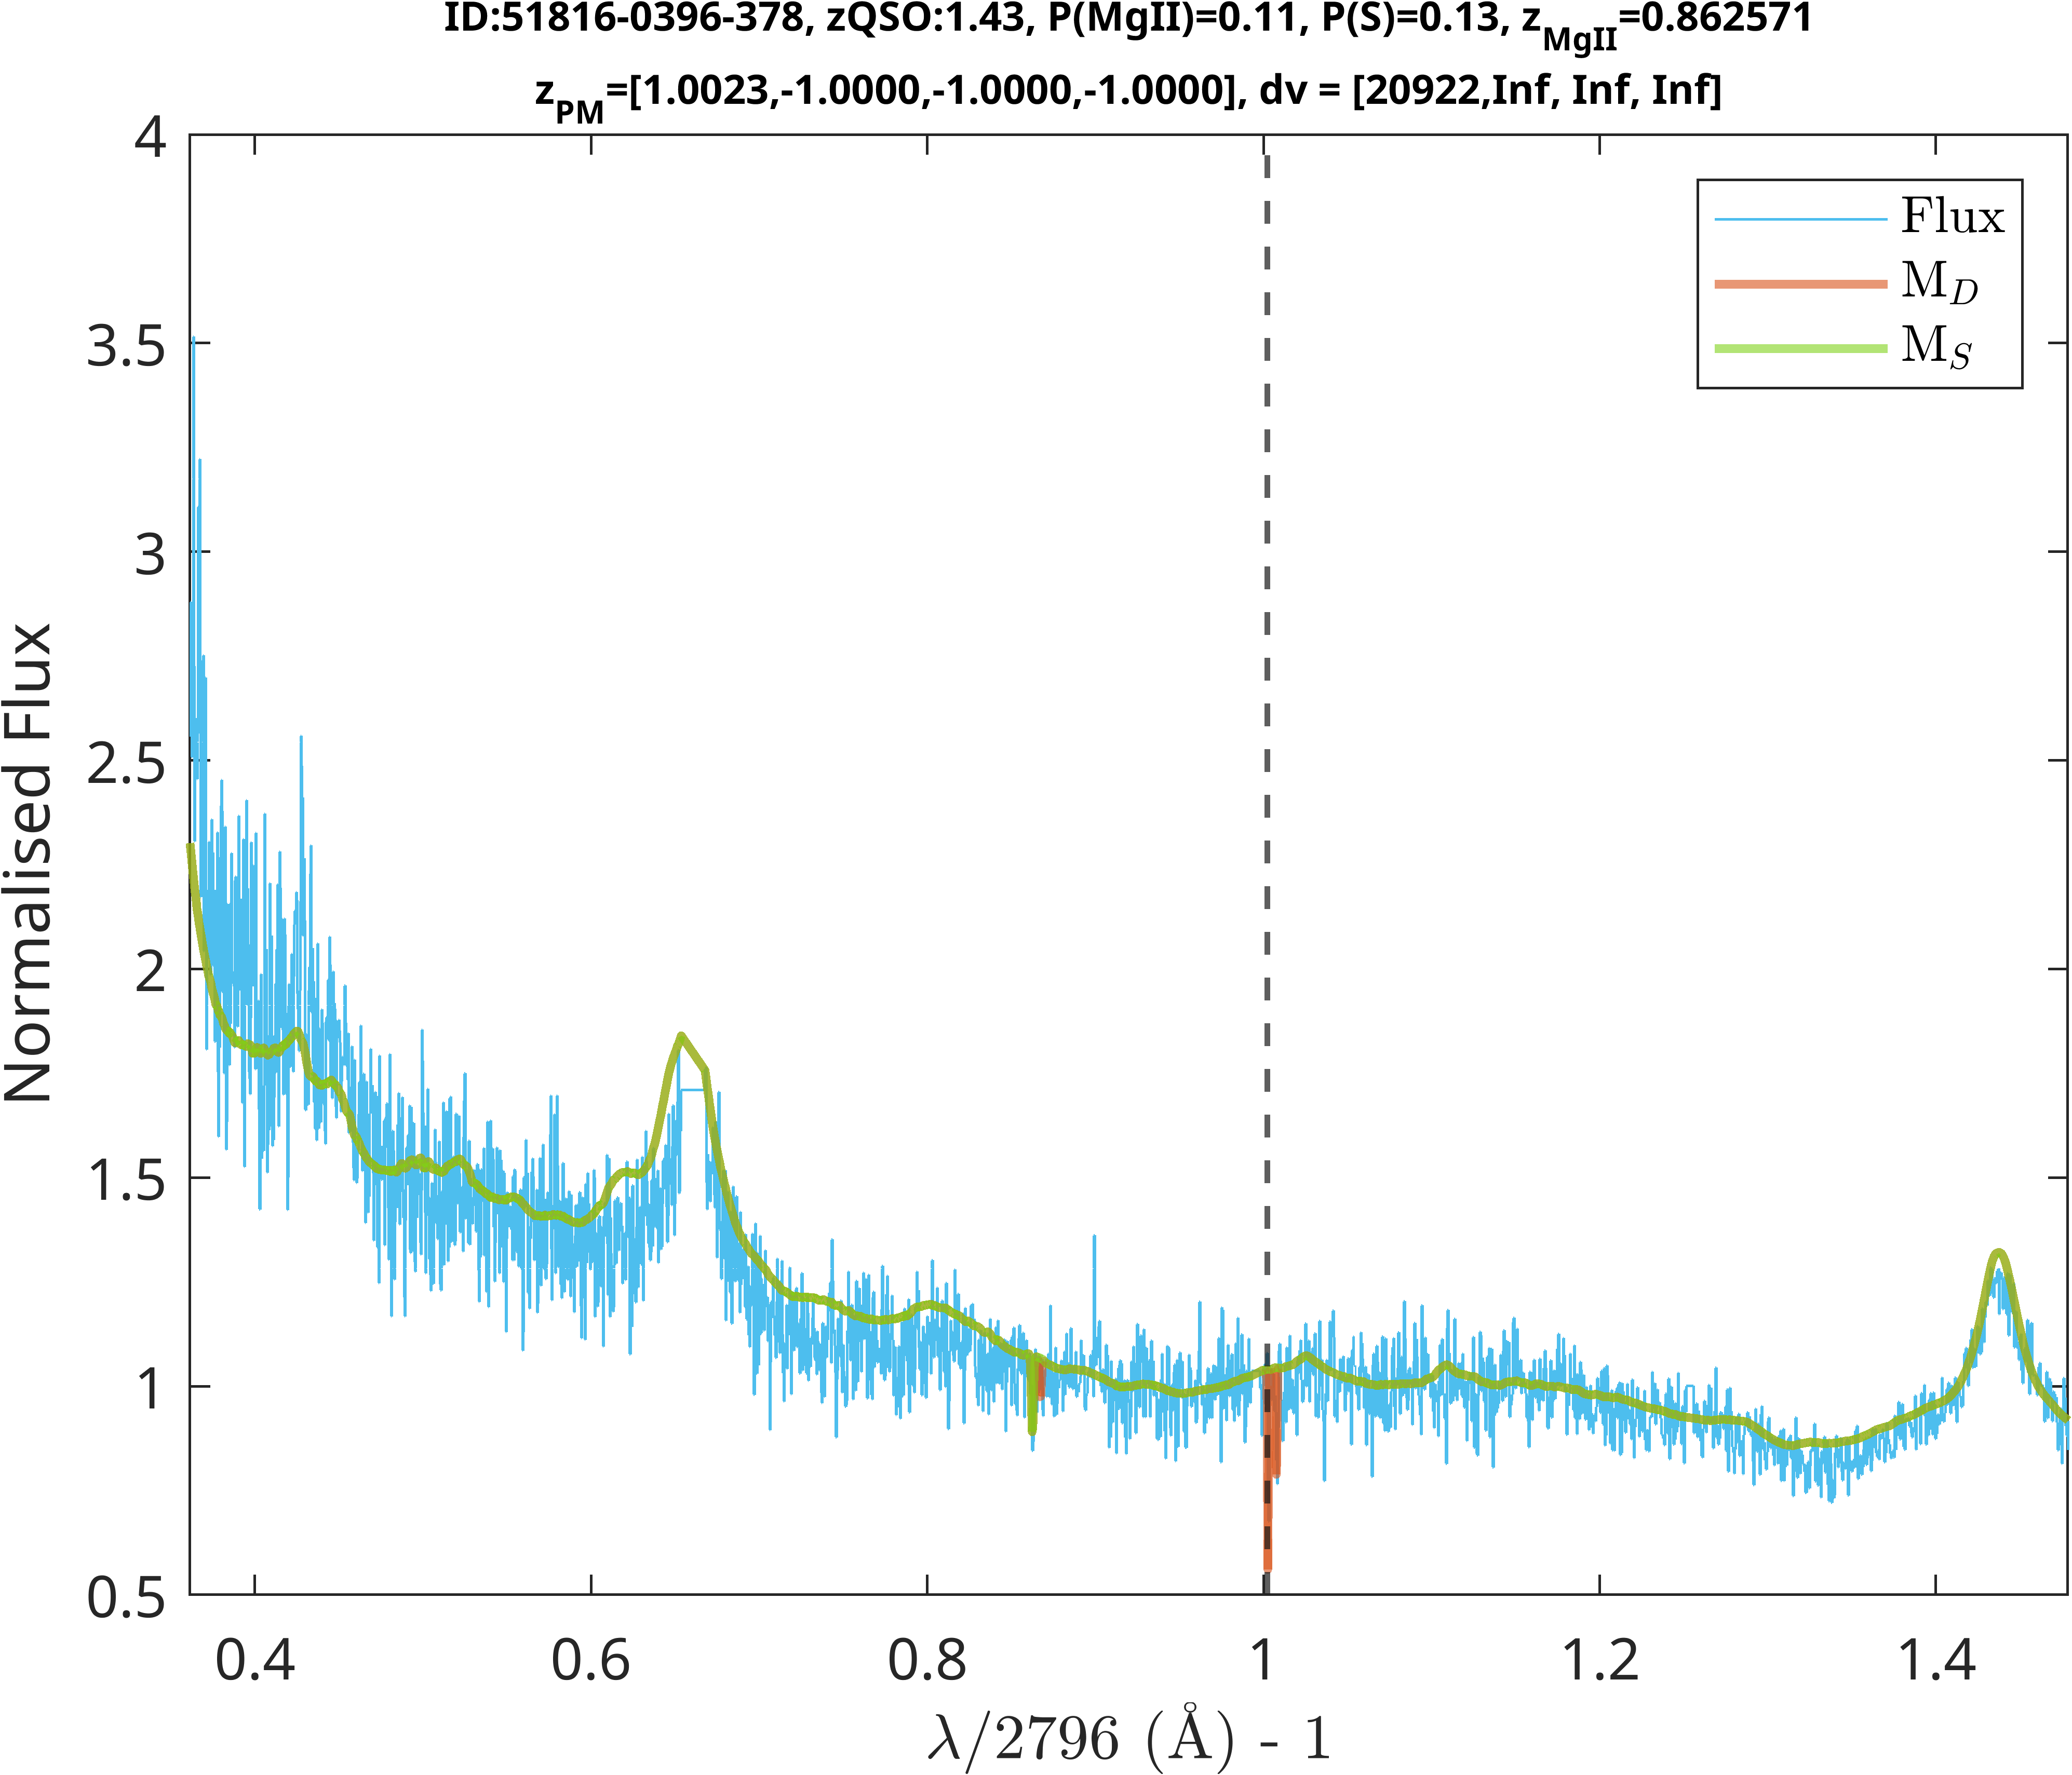 ID:51816-0396-378, zQSO:1.43, P(MgII)=0.11, P(S)=0.13, zMgII=0.862571
zPM=[1.0023,-1.0000,-1.0000,-1.0000], dv = [20922,Inf, Inf, Inf]
4
3.5
3
2.5
2
1.5
1
0.5
Normalised Flux
Flux
MD
MS
0.4 0.6 0.8 1 1.2 1.4
λ/2796 (Å) - 1